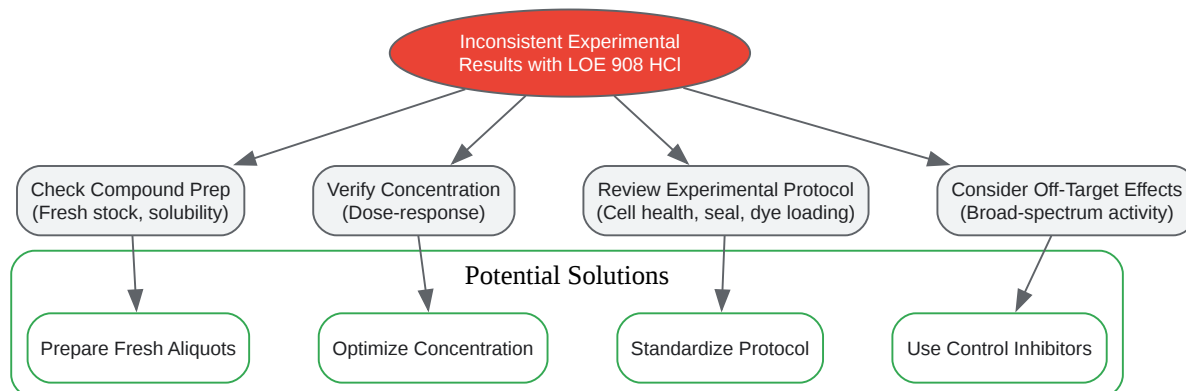 Inconsistent Experimental
Results with LOE 908 HCl
Check Compound Prep
(Fresh stock, solubility)
Verify Concentration
(Dose-response)
Review Experimental Protocol
(Cell health, seal, dye loading)
Consider Off-Target Effects
(Broad-spectrum activity)
Potential Solutions
Prepare Fresh Aliquots
Optimize Concentration
Standardize Protocol
Use Control Inhibitors